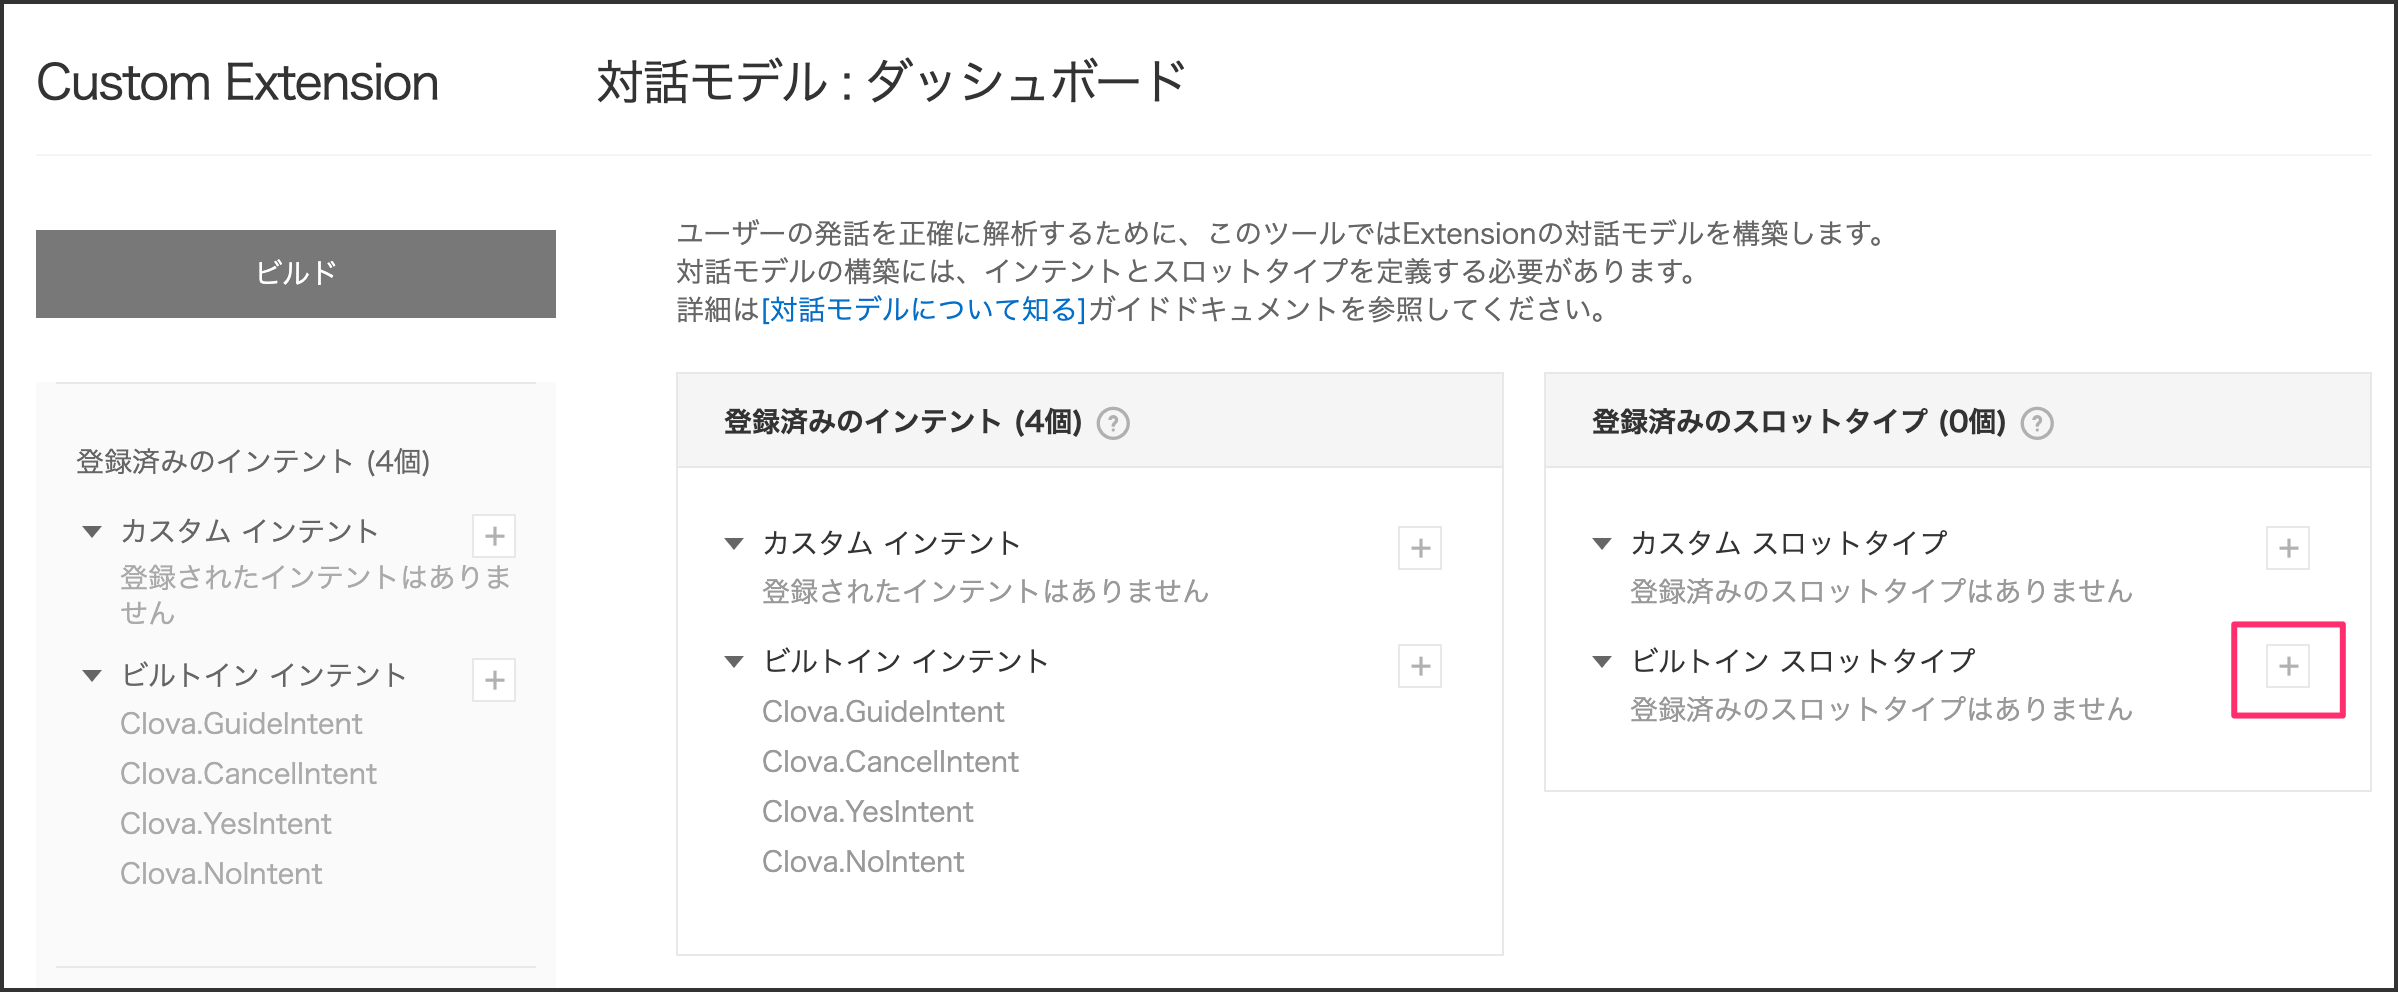 Custom Extension
対話モデル : ダッシュボード
ビルド
登録済みのインテント (4個)
カスタム インテント
+
登録されたインテントはありま
せん
ビルトイン インテント
+
Clova.GuideIntent
Clova.CancelIntent
Clova.YesIntent
Clova.NoIntent
ユーザーの発話を正確に解析するために、このツールではExtensionの対話モデルを構築します。
対話モデルの構築には、インテントとスロットタイプを定義する必要があります。
詳細は[対話モデルについて知る]ガイドドキュメントを参照してください。
登録済みのインテント (4個) ?
カスタム インテント
+
登録されたインテントはありません
ビルトイン インテント
+
Clova.GuideIntent
Clova.CancelIntent
Clova.YesIntent
Clova.NoIntent
登録済みのスロットタイプ (0個) ?
カスタム スロットタイプ
+
登録済みのスロットタイプはありません
ビルトイン スロットタイプ
+
登録済みのスロットタイプはありません